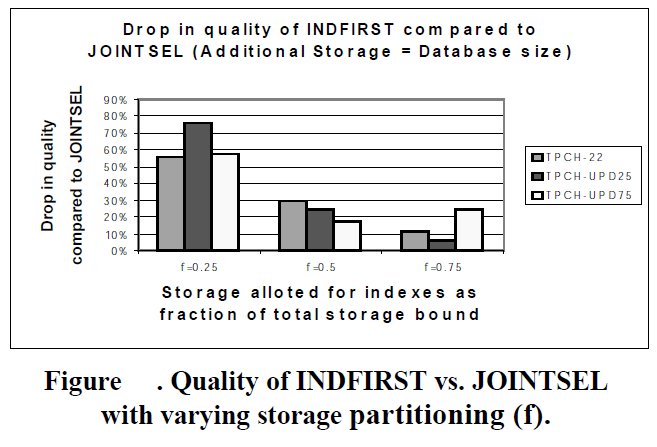 Drop in quality of INDFIRST compared to
JOINTSEL (Additional Storage = Database size)
Drop in quality
compared to JOINTSEL
90%
80%
70%
60%
50%
40%
30%
20%
10%
0%
f=0.25 f=0.5 f=0.75
TPCH-22
TPCH-UPD25
TPCH-UPD75
Storage alloted for indexes as
fraction of total storage bound
Figure . Quality of INDFIRST vs. JOINTSEL
with varying storage partitioning (f).